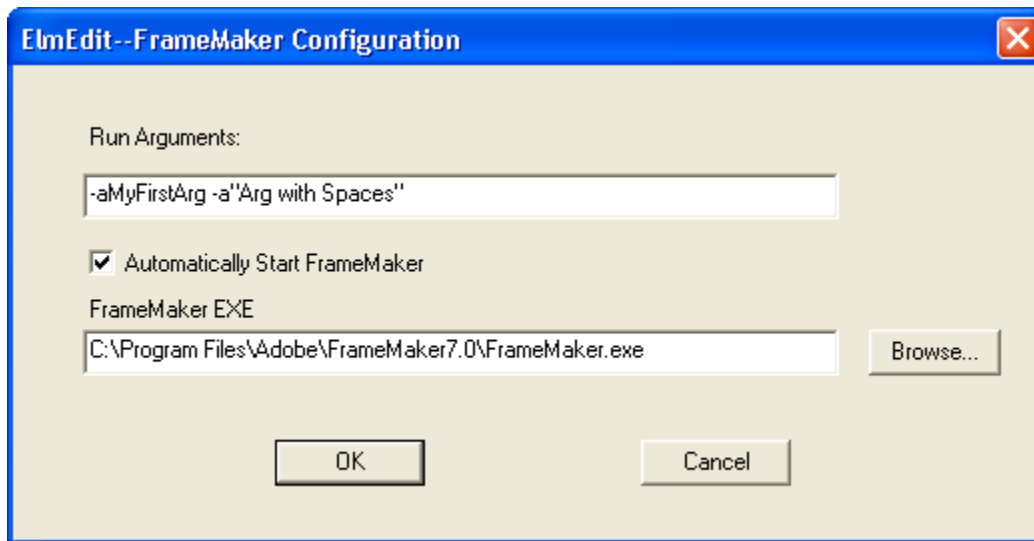 ElmEdit--FrameMaker Configuration
Run Arguments:
-aMyFirstArg -a"Arg with Spaces"
Automatically Start FrameMaker
FrameMaker EXE
C:\Program Files\Adobe\FrameMaker7.0\FrameMaker.exe
Browse...
OK
Cancel